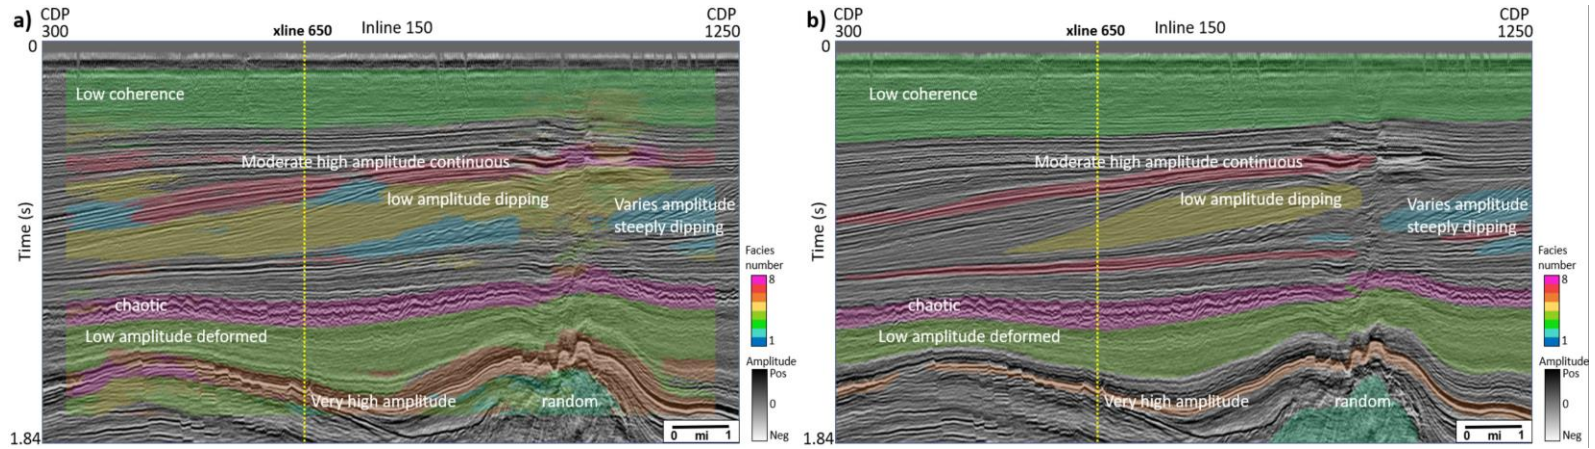 a)
CDP
300
xline 650
Inline 150
CDP
1250
0
Low coherence
Moderate high amplitude continuous
low amplitude dipping
Varies amplitude
steeply dipping
Time (s)
chaotic
Low amplitude deformed
Very high amplitude
random
1.84
0 mi 1
Facies
number
8
1
Amplitude
Pos
0
Neg
b)
CDP
300
xline 650
Inline 150
CDP
1250
0
Low coherence
Moderate high amplitude continuous
low amplitude dipping
Varies amplitude
steeply dipping
Time (s)
chaotic
Low amplitude deformed
Very high amplitude
random
1.84
0 mi 1
Facies
number
8
1
Amplitude
Pos
0
Neg